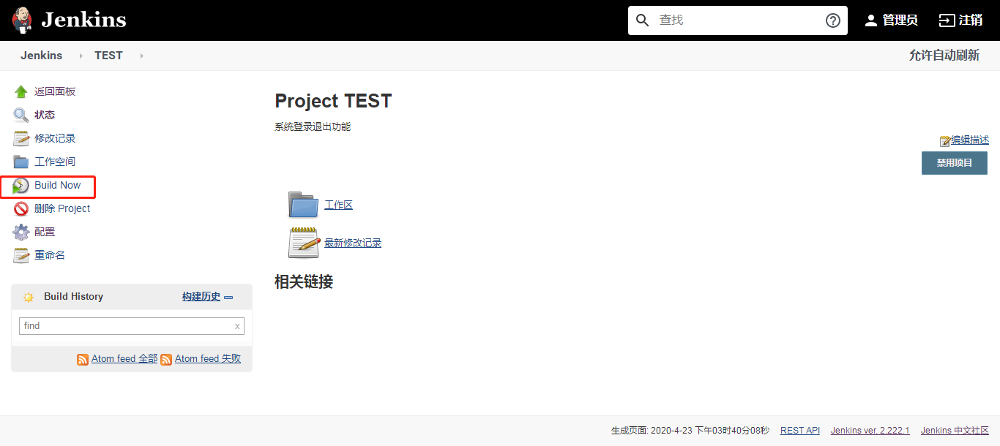 Jenkins
查找
管理员
注销
Jenkins TEST
允许自动刷新
返回面板
状态
修改记录
工作空间
Build Now
删除 Project
配置
重命名
Build History 构建历史
find x
Atom feed 全部 Atom feed 失败
Project TEST
系统登录退出功能
编辑描述
禁用项目
工作区
最新修改记录
相关链接
生成页面: 2020-4-23 下午03时40分08秒 REST API Jenkins ver. 2.222.1 Jenkins 中文社区